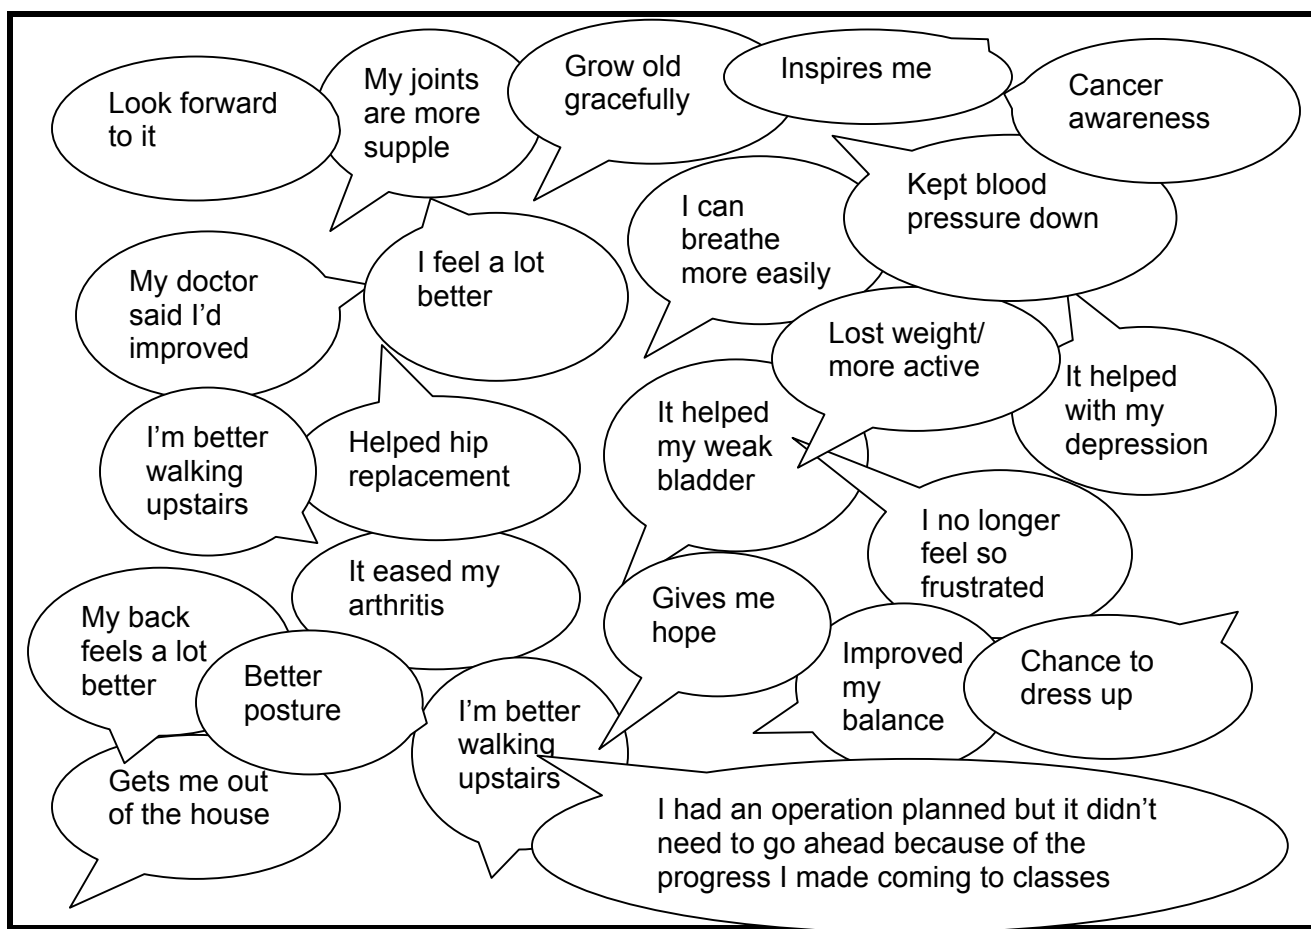 Look forward
to it
My joints
are more
supple
Grow old
gracefully
Inspires me
Cancer
awareness
Kept blood
pressure down
I can
breathe
more easily
I feel a lot
better
My doctor
said I’d
improved
Lost weight/
more active
It helped
with my
depression
It helped
my weak
bladder
Helped hip
replacement
I’m better
walking
upstairs
I no longer
feel so
frustrated
It eased my
arthritis
Gives me
hope
My back
feels a lot
better
Better
posture
Improved
my
balance
Chance to
dress up
I’m better
walking
upstairs
Gets me out
of the house
I had an operation planned but it didn’t
need to go ahead because of the
progress I made coming to classes